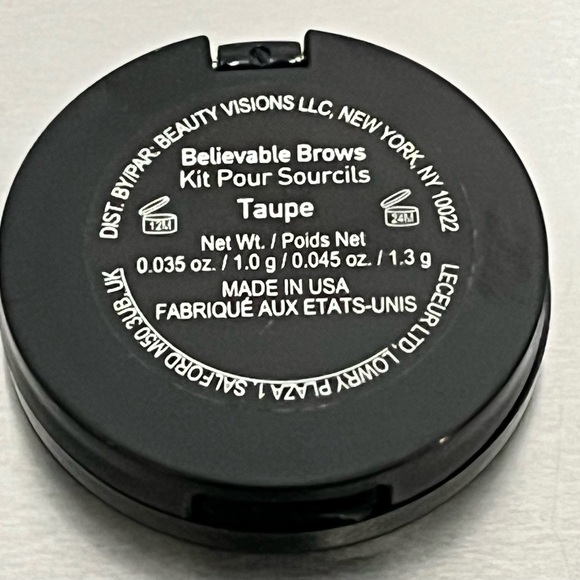 DIST. BY/PAR: BEAUTY VISIONS LLC, NEW YORK, NY 10022
Believable Brows
Kit Pour Sourcils
Taupe
12M
24M
Net Wt. / Poids Net
0.035 oz. / 1.0 g / 0.045 oz. / 1.3 g
MADE IN USA
FABRIQUÉ AUX ETATS-UNIS
LECEUR LTD, LOWRY PLAZA 1, SALFORD M50 3UB, UK